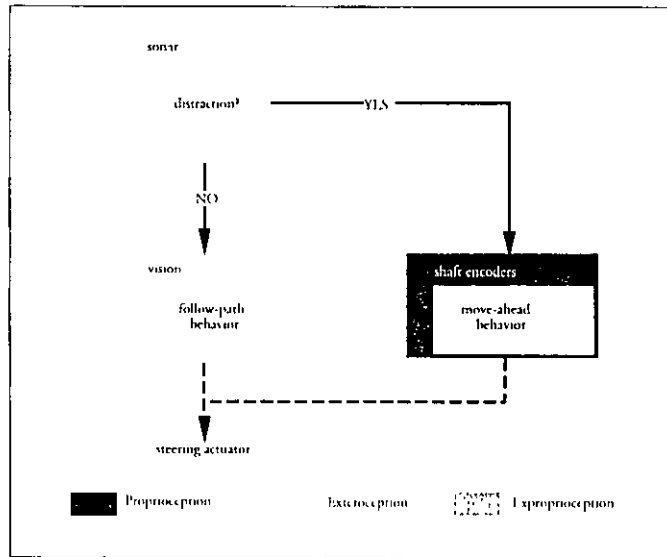 sonar
distraction?
YES
NO
vision
shaft encoders
follow-path
behavior
move-ahead
behavior
steering actuator
Proprioception
Exteroception
Exproprioception